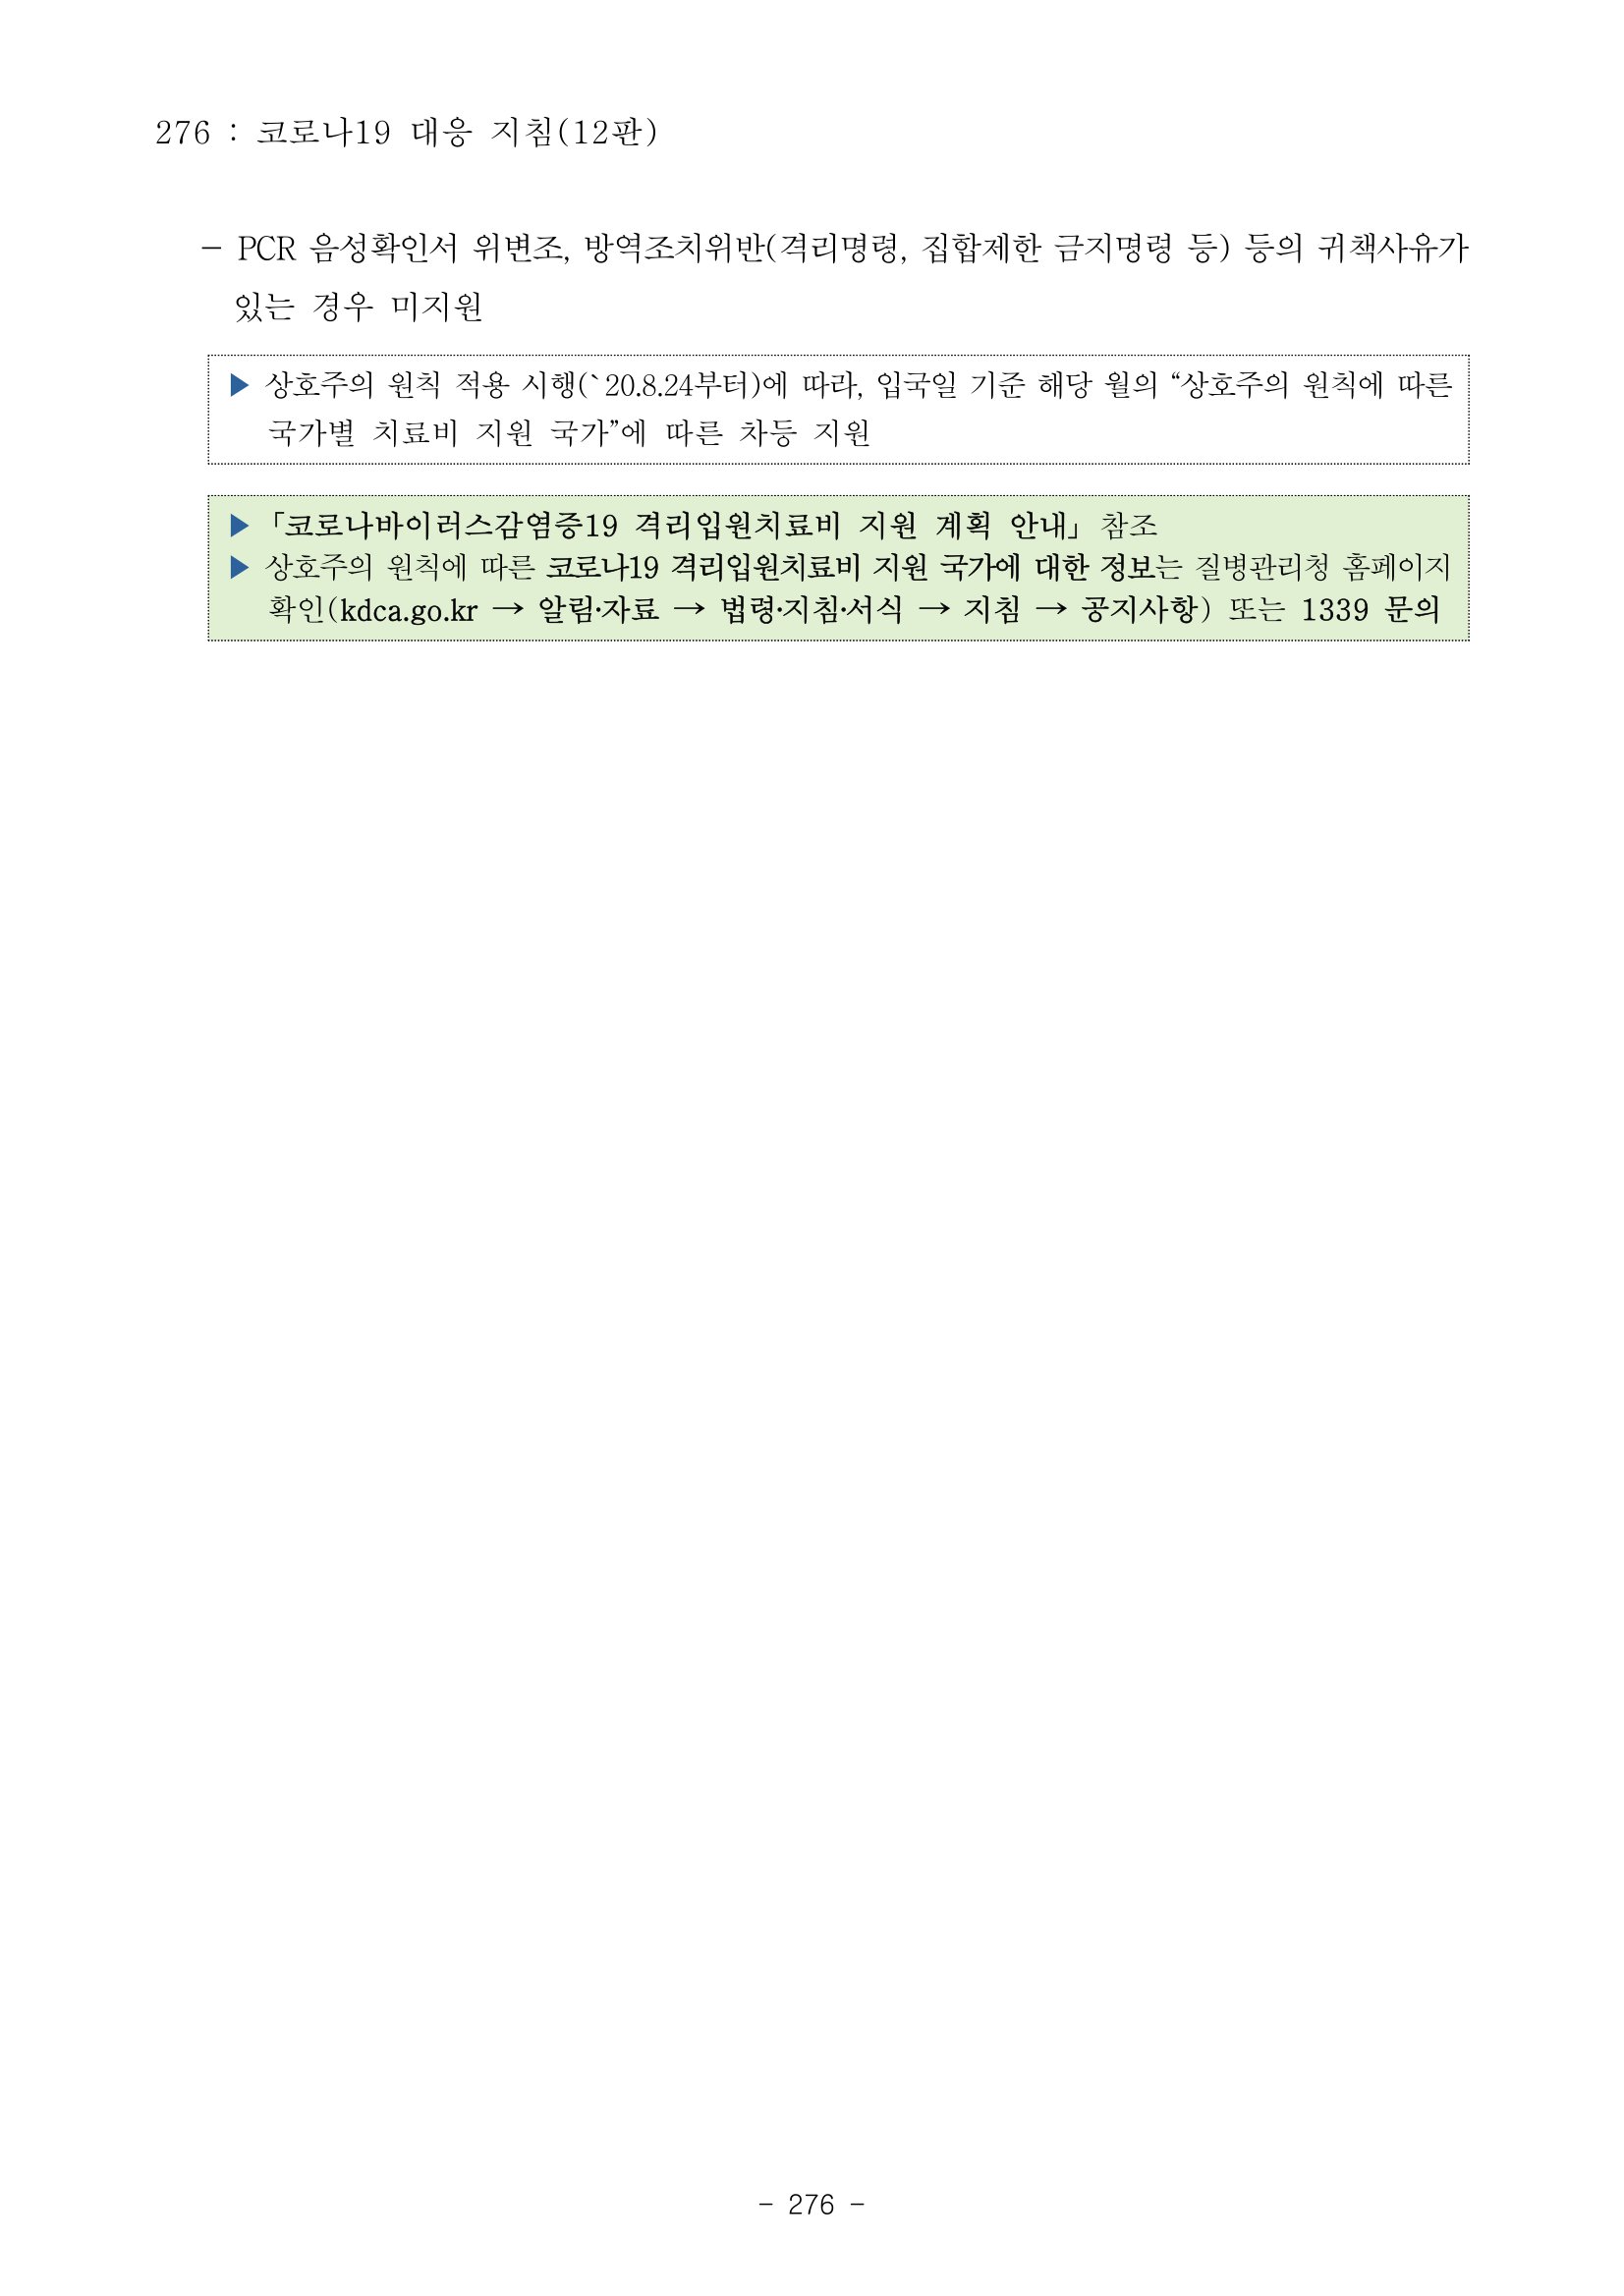 276 : 코로나19 대응 지침(12판)
- PCR 음성확인서 위변조, 방역조치위반(격리명령, 집합제한 금지명령 등) 등의 귀책사유가
있는 경우 미지원
▶ 상호주의 원칙 적용 시행(`20.8.24부터)에 따라, 입국일 기준 해당 월의 “상호주의 원칙에 따른
국가별 치료비 지원 국가”에 따른 차등 지원
▶ 「코로나바이러스감염증19 격리입원치료비 지원 계획 안내」 참조
▶ 상호주의 원칙에 따른 코로나19 격리입원치료비 지원 국가에 대한 정보는 질병관리청 홈페이지
확인(kdca.go.kr → 알림·자료 → 법령·지침·서식 → 지침 → 공지사항) 또는 1339 문의
- 276 -